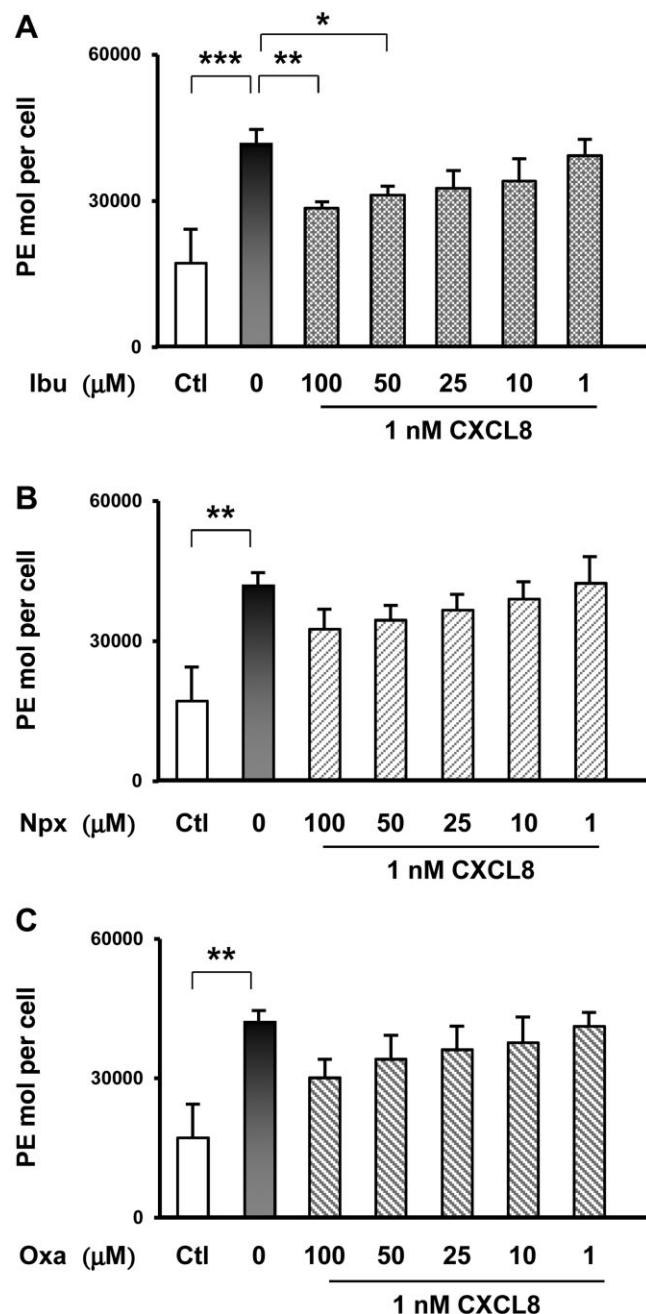 A
*
*** **
60000
30000
0
PE mol per cell
Ibu (μM) Ctl 0 100 50 25 10 1
1 nM CXCL8
B
**
60000
30000
0
PE mol per cell
Npx (μM) Ctl 0 100 50 25 10 1
1 nM CXCL8
C
**
60000
30000
0
PE mol per cell
Oxa (μM) Ctl 0 100 50 25 10 1
1 nM CXCL8